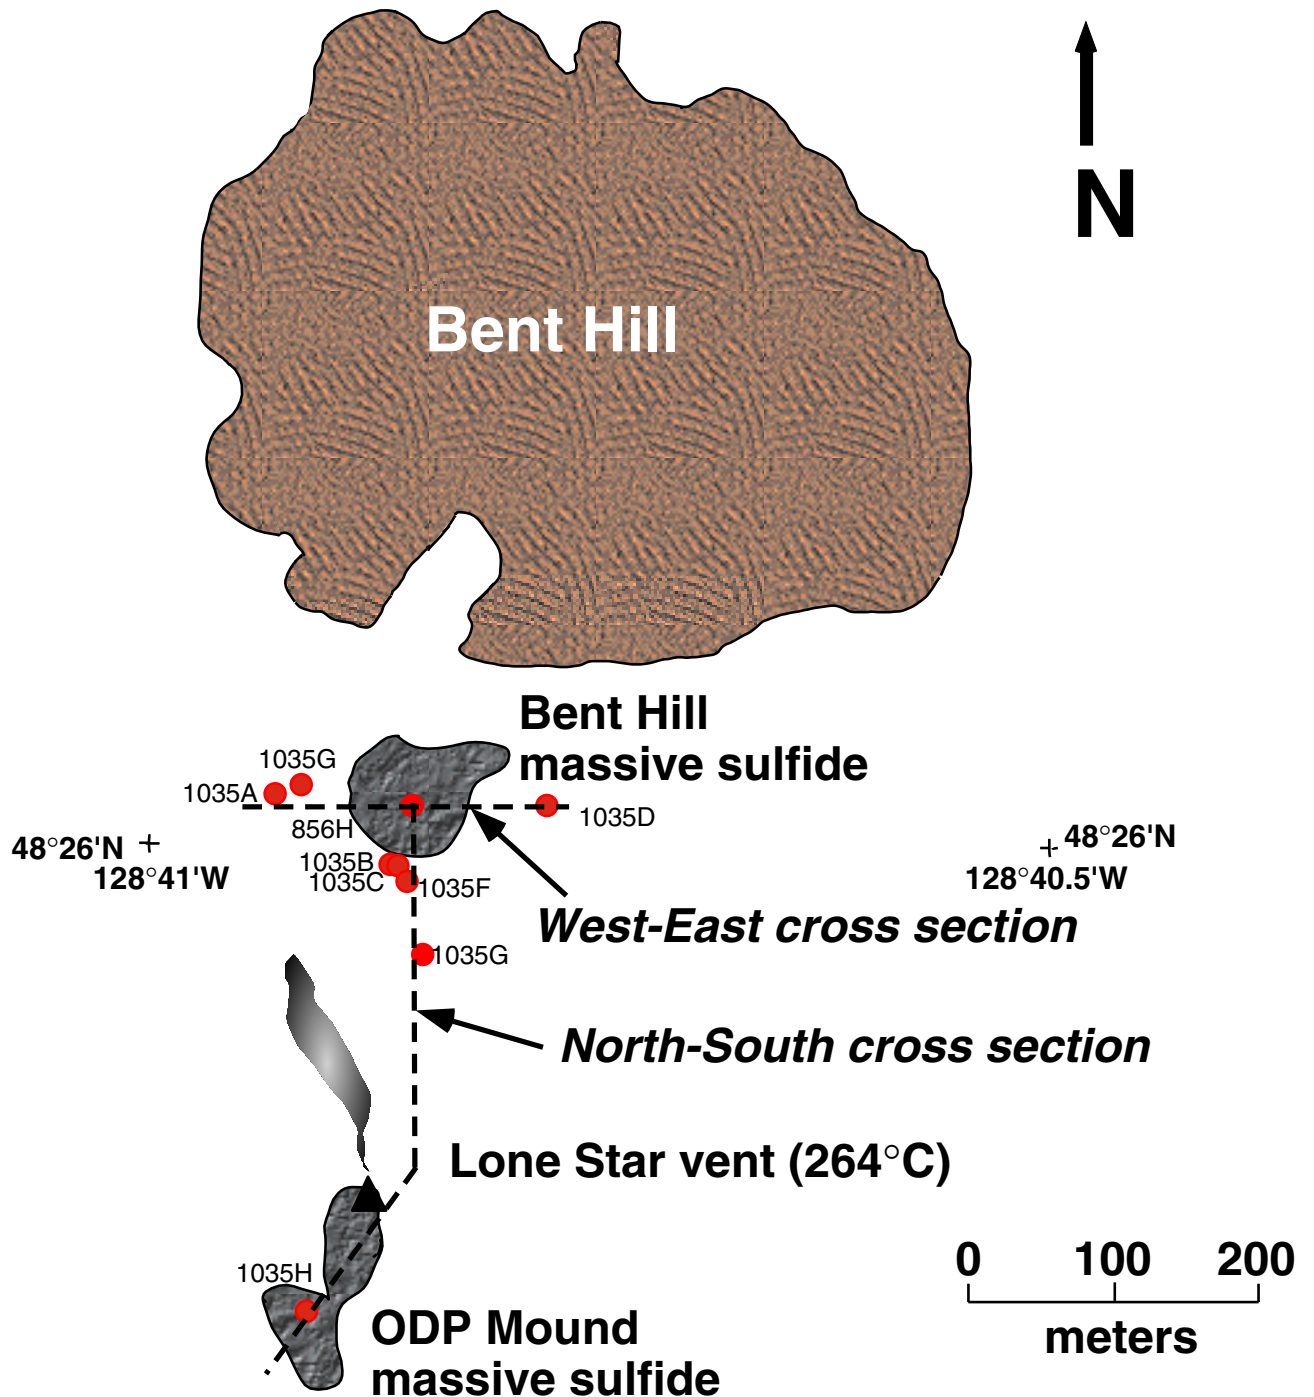 N
Bent Hill
Bent Hill
massive sulfide
1035G
1035A
856H
1035D
48°26'N
128°41'W
48°26'N
128°40.5'W
1035B
1035C
1035F
West-East cross section
1035G
North-South cross section
Lone Star vent (264°C)
1035H
ODP Mound
massive sulfide
0 100 200
meters